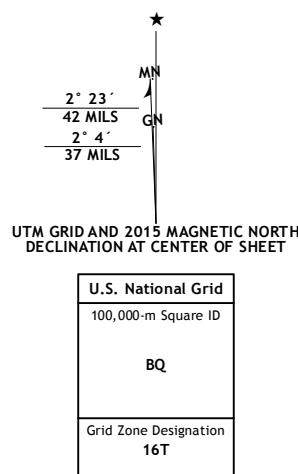 ★
MN
2° 23´
42 MILS
GN
2° 4´
37 MILS
UTM GRID AND 2015 MAGNETIC NORTH
DECLINATION AT CENTER OF SHEET
U.S. National Grid
100,000-m Square ID
BQ
Grid Zone Designation
16T